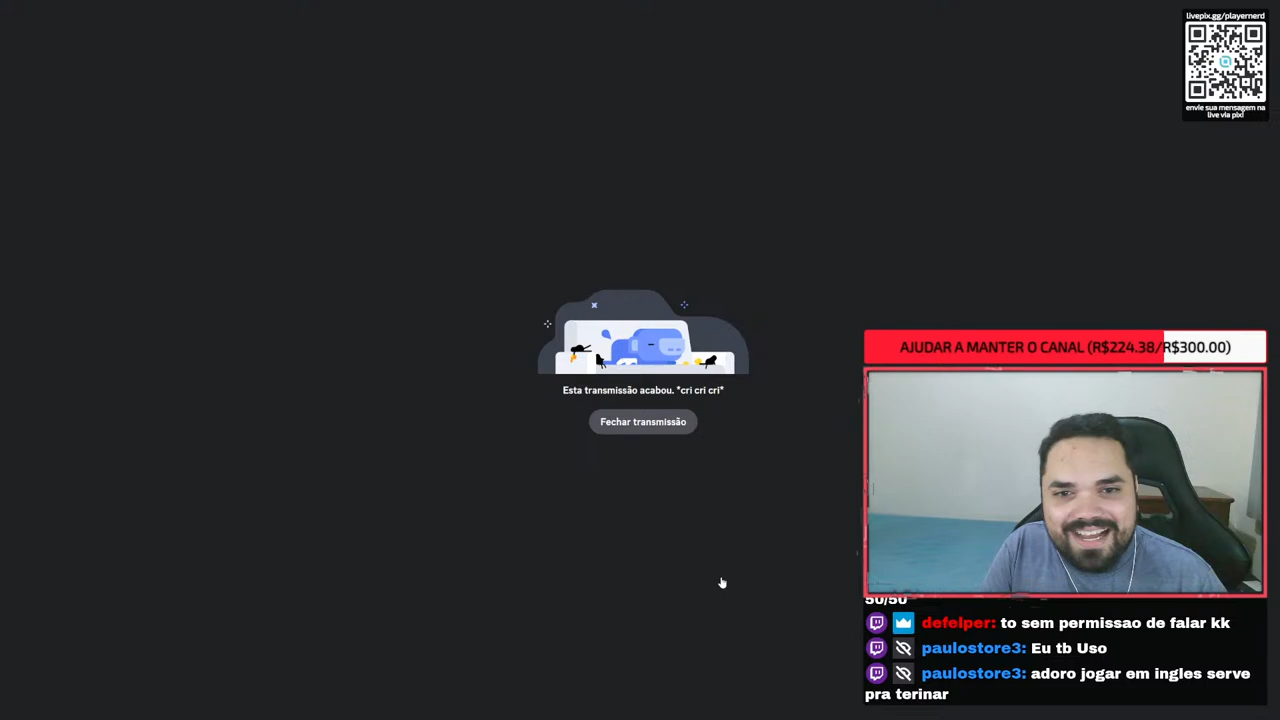 livepix.gg/playernerd
envie sua mensagem na
live via pix!
Esta transmissão acabou. *cri cri cri*
Fechar transmissão
AJUDAR A MANTER O CANAL (R$224.38/R$300.00)
50/50
defelper: to sem permissao de falar kk
paulostore3: Eu tb Uso
paulostore3: adoro jogar em ingles serve
pra terinar